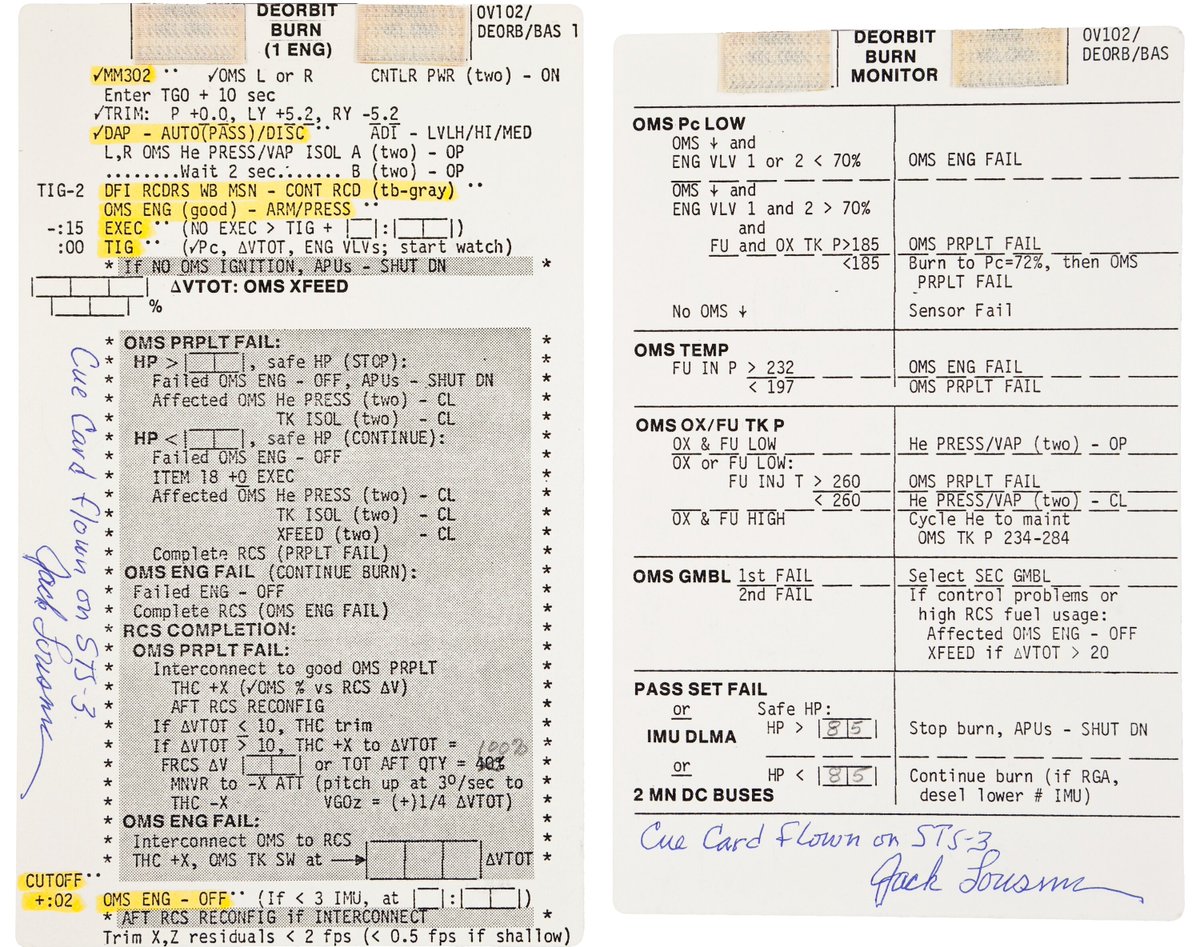 DEORBIT
BURN
(1 ENG)
OV102/
DEORB/BAS 1
✓MM302 ¨ ✓OMS L or R CNTLR PWR (two) - ON
Enter TGO + 10 sec
✓TRIM: P +0.0, LY +5.2, RY -5.2
✓DAP - AUTO(PASS)/DISC ¨ ADI - LVLH/HI/MED
L,R OMS He PRESS/VAP ISOL A (two) - OP
........Wait 2 sec....... B (two) - OP
TIG-2 DFI RCDRS WB MSN - CONT RCD (tb-gray) ¨
OMS ENG (good) - ARM/PRESS ¨
-:15 EXEC ¨ (NO EXEC > TIG + | |:| | |)
:00 TIG ¨ (✓Pc, ΔVTOT, ENG VLVs; start watch)
* If NO OMS IGNITION, APUs - SHUT DN *
ΔVTOT: OMS XFEED
%
* OMS PRPLT FAIL: *
* HP > | | |, safe HP (STOP): *
* Failed OMS ENG - OFF, APUs - SHUT DN *
* Affected OMS He PRESS (two) - CL *
* TK ISOL (two) - CL *
* HP < | | |, safe HP (CONTINUE): *
* Failed OMS ENG - OFF *
* ITEM 18 +0 EXEC *
* Affected OMS He PRESS (two) - CL *
* TK ISOL (two) - CL *
* XFEED (two) - CL *
* Complete RCS (PRPLT FAIL) *
* OMS ENG FAIL (CONTINUE BURN): *
* Failed ENG - OFF *
* Complete RCS (OMS ENG FAIL) *
* RCS COMPLETION: *
* OMS PRPLT FAIL: *
* Interconnect to good OMS PRPLT *
* THC +X (✓OMS % vs RCS ΔV) *
* AFT RCS RECONFIG *
* If ΔVTOT < 10, THC trim *
* If ΔVTOT > 10, THC +X to ΔVTOT = 100% *
* FRCS ΔV | | | or TOT AFT QTY = 40% *
* MNVR to -X ATT (pitch up at 3º/sec to *
* THC -X VGOz = (+)1/4 ΔVTOT) *
* OMS ENG FAIL: *
* Interconnect OMS to RCS *
* THC +X, OMS TK SW at → | | | | ΔVTOT *
CUTOFF ¨
+:02 OMS ENG - OFF ¨ (If < 3 IMU, at | |:| | |)
* AFT RCS RECONFIG if INTERCONNECT *
Trim X,Z residuals < 2 fps (< 0.5 fps if shallow)
Cue Card flown on STS-3
Jack Lousma
DEORBIT
BURN
MONITOR
OV102/
DEORB/BAS
OMS Pc LOW
OMS ↓ and
ENG VLV 1 or 2 < 70% OMS ENG FAIL
OMS ↓ and
ENG VLV 1 and 2 > 70%
and
FU and OX TK P>185 OMS PRPLT FAIL
<185 Burn to Pc=72%, then OMS
PRPLT FAIL
No OMS ↓ Sensor Fail
OMS TEMP
FU IN P > 232 OMS ENG FAIL
< 197 OMS PRPLT FAIL
OMS OX/FU TK P
OX & FU LOW He PRESS/VAP (two) - OP
OX or FU LOW:
FU INJ T > 260 OMS PRPLT FAIL
< 260 He PRESS/VAP (two) - CL
OX & FU HIGH Cycle He to maint
OMS TK P 234-284
OMS GMBL 1st FAIL Select SEC GMBL
2nd FAIL If control problems or
high RCS fuel usage:
Affected OMS ENG - OFF
XFEED if ΔVTOT > 20
PASS SET FAIL
or Safe HP:
IMU DLMA HP > |8|5| Stop burn, APUs - SHUT DN
or HP < |8|5| Continue burn (if RGA,
2 MN DC BUSES desel lower # IMU)
Cue Card flown on STS-3
Jack Lousma